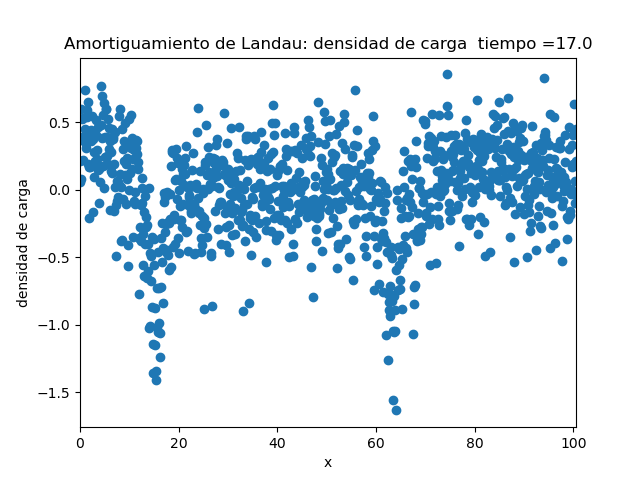 Amortiguamiento de Landau: densidad de carga  tiempo =17.0
densidad de carga
0.5
0.0
−0.5
−1.0
−1.5
0 20 40 60 80 100
x